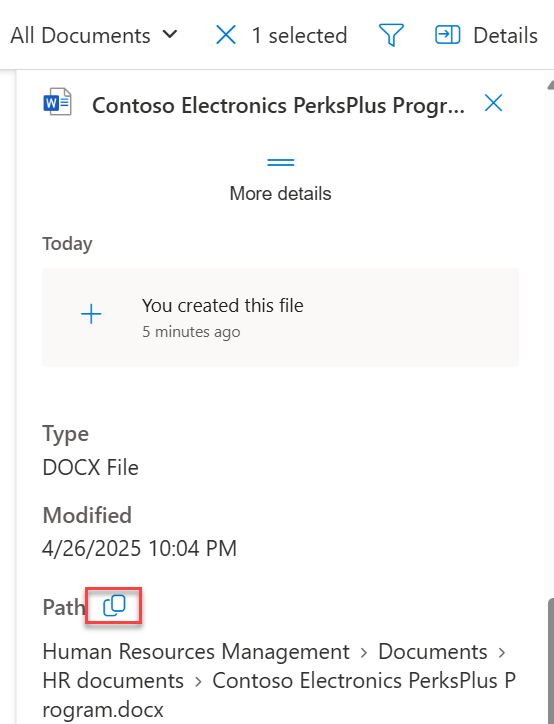 All Documents 1 selected Details
W Contoso Electronics PerksPlus Progr...
More details
Today
You created this file
5 minutes ago
Type
DOCX File
Modified
4/26/2025 10:04 PM
Path
Human Resources Management > Documents >
HR documents > Contoso Electronics PerksPlus P
rogram.docx